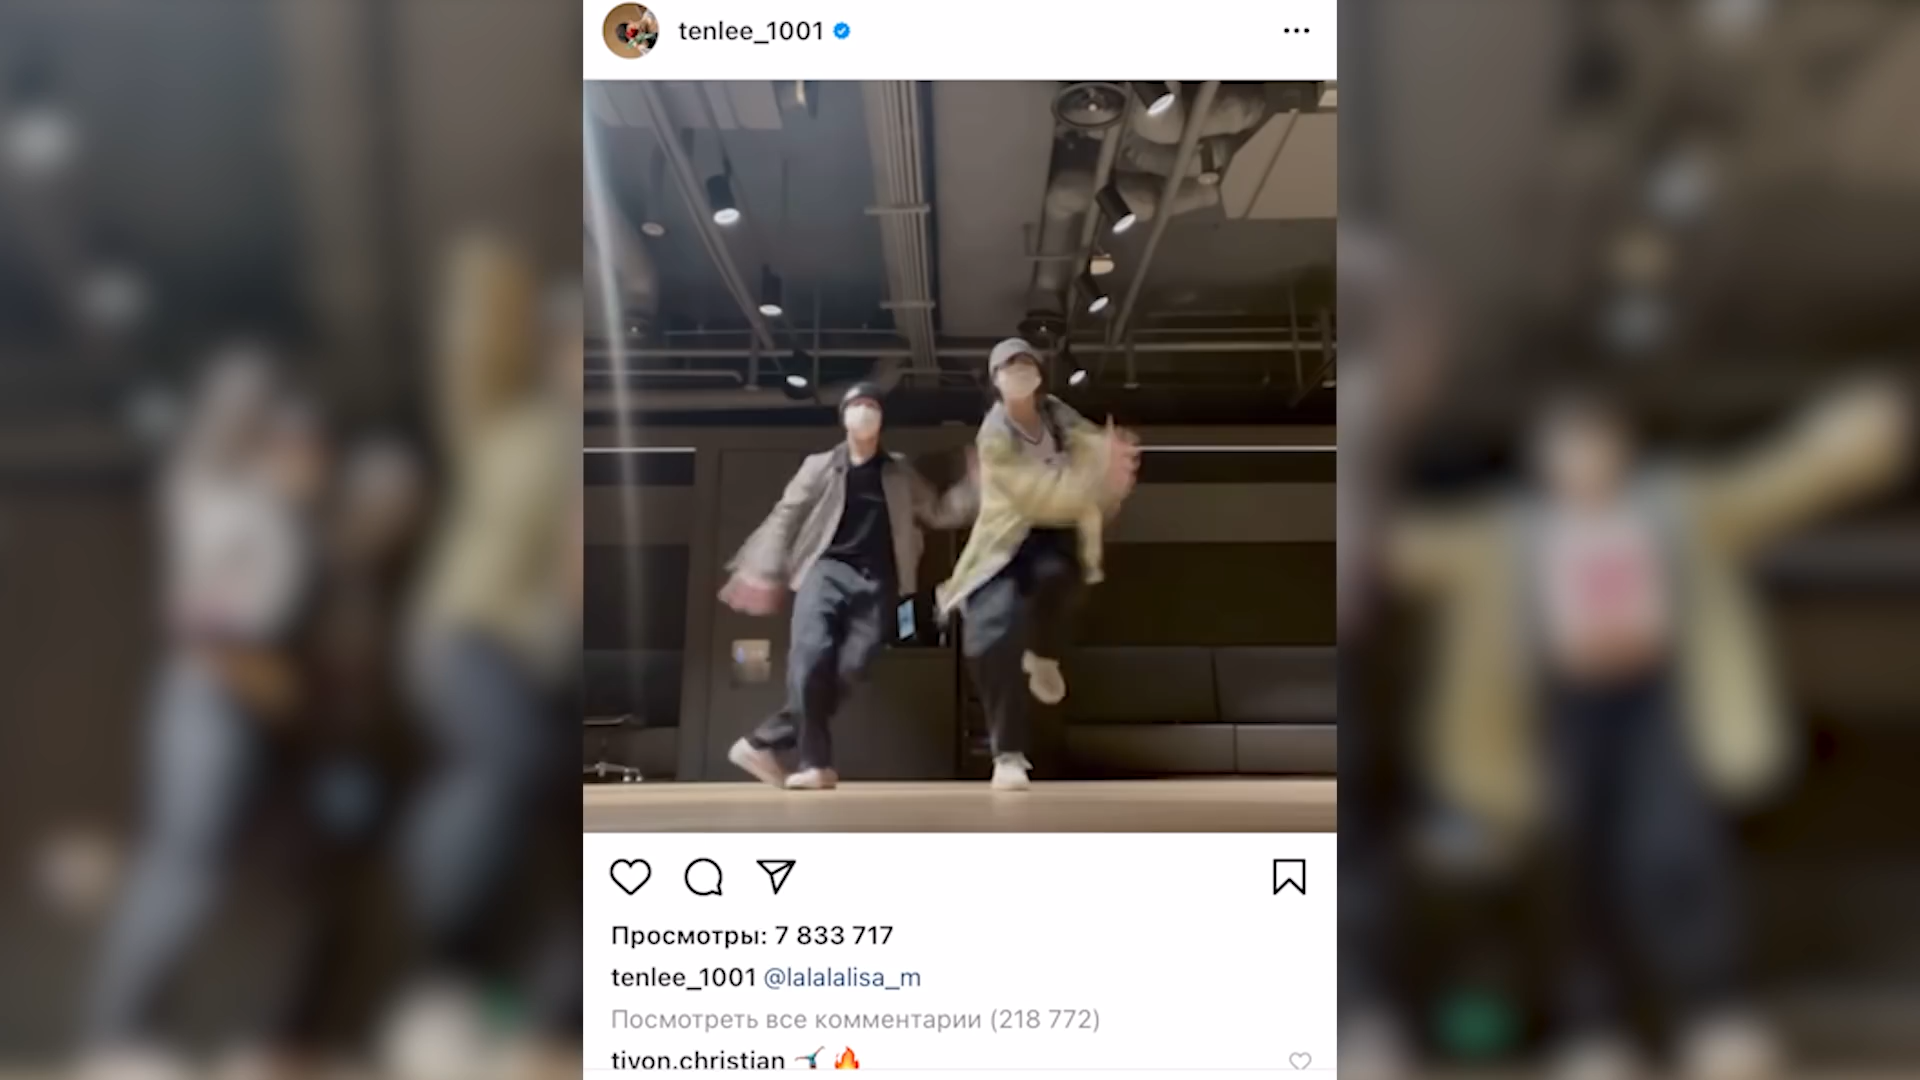 tenlee_1001
Просмотры: 7 833 717
tenlee_1001 @lalalalisa_m
Посмотреть все комментарии (218 772)
tivon.christian